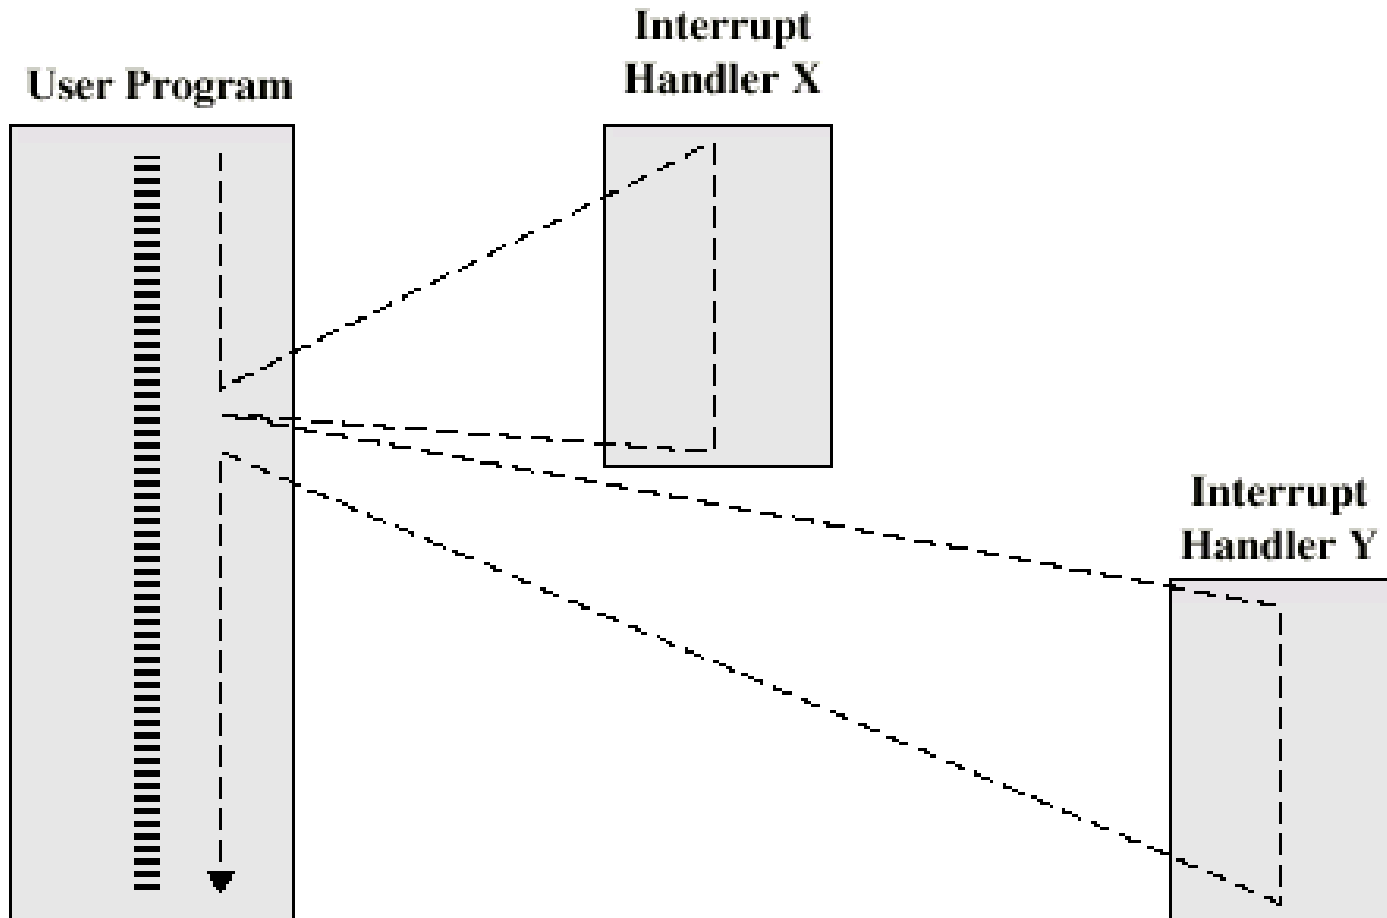 User Program
Interrupt
Handler X
Interrupt
Handler Y